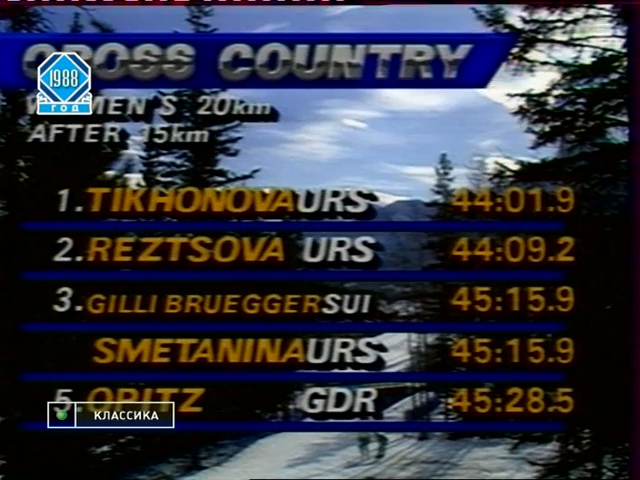 CROSS COUNTRY
1988
ГОД
WOMEN'S 20km
AFTER 15km
1. TIKHONOVA URS 44:01.9
2. REZTSOVA URS 44:09.2
3. GILLI BRUEGGER SUI 45:15.9
SMETANINA URS 45:15.9
5. OPITZ GDR 45:28.5
КЛАССИКА